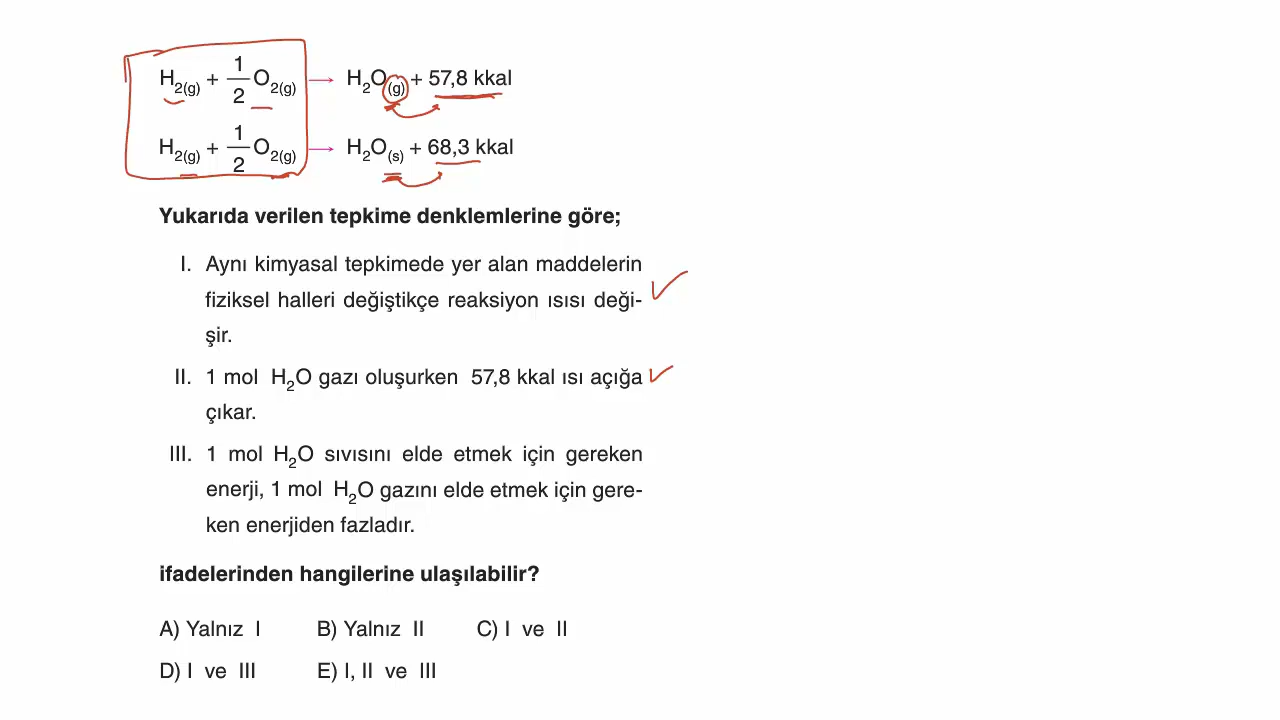 H₂(g) + 1/2 O₂(g) → H₂O(g) + 57,8 kkal
H₂(g) + 1/2 O₂(g) → H₂O(s) + 68,3 kkal
Yukarıda verilen tepkime denklemlerine göre;
I. Aynı kimyasal tepkimede yer alan maddelerin
fiziksel halleri değiştikçe reaksiyon ısısı deği-
şir.
II. 1 mol H₂O gazı oluşurken 57,8 kkal ısı açığa
çıkar.
III. 1 mol H₂O sıvısını elde etmek için gereken
enerji, 1 mol H₂O gazını elde etmek için gere-
ken enerjiden fazladır.
ifadelerinden hangilerine ulaşılabilir?
A) Yalnız I B) Yalnız II C) I ve II
D) I ve III E) I, II ve III